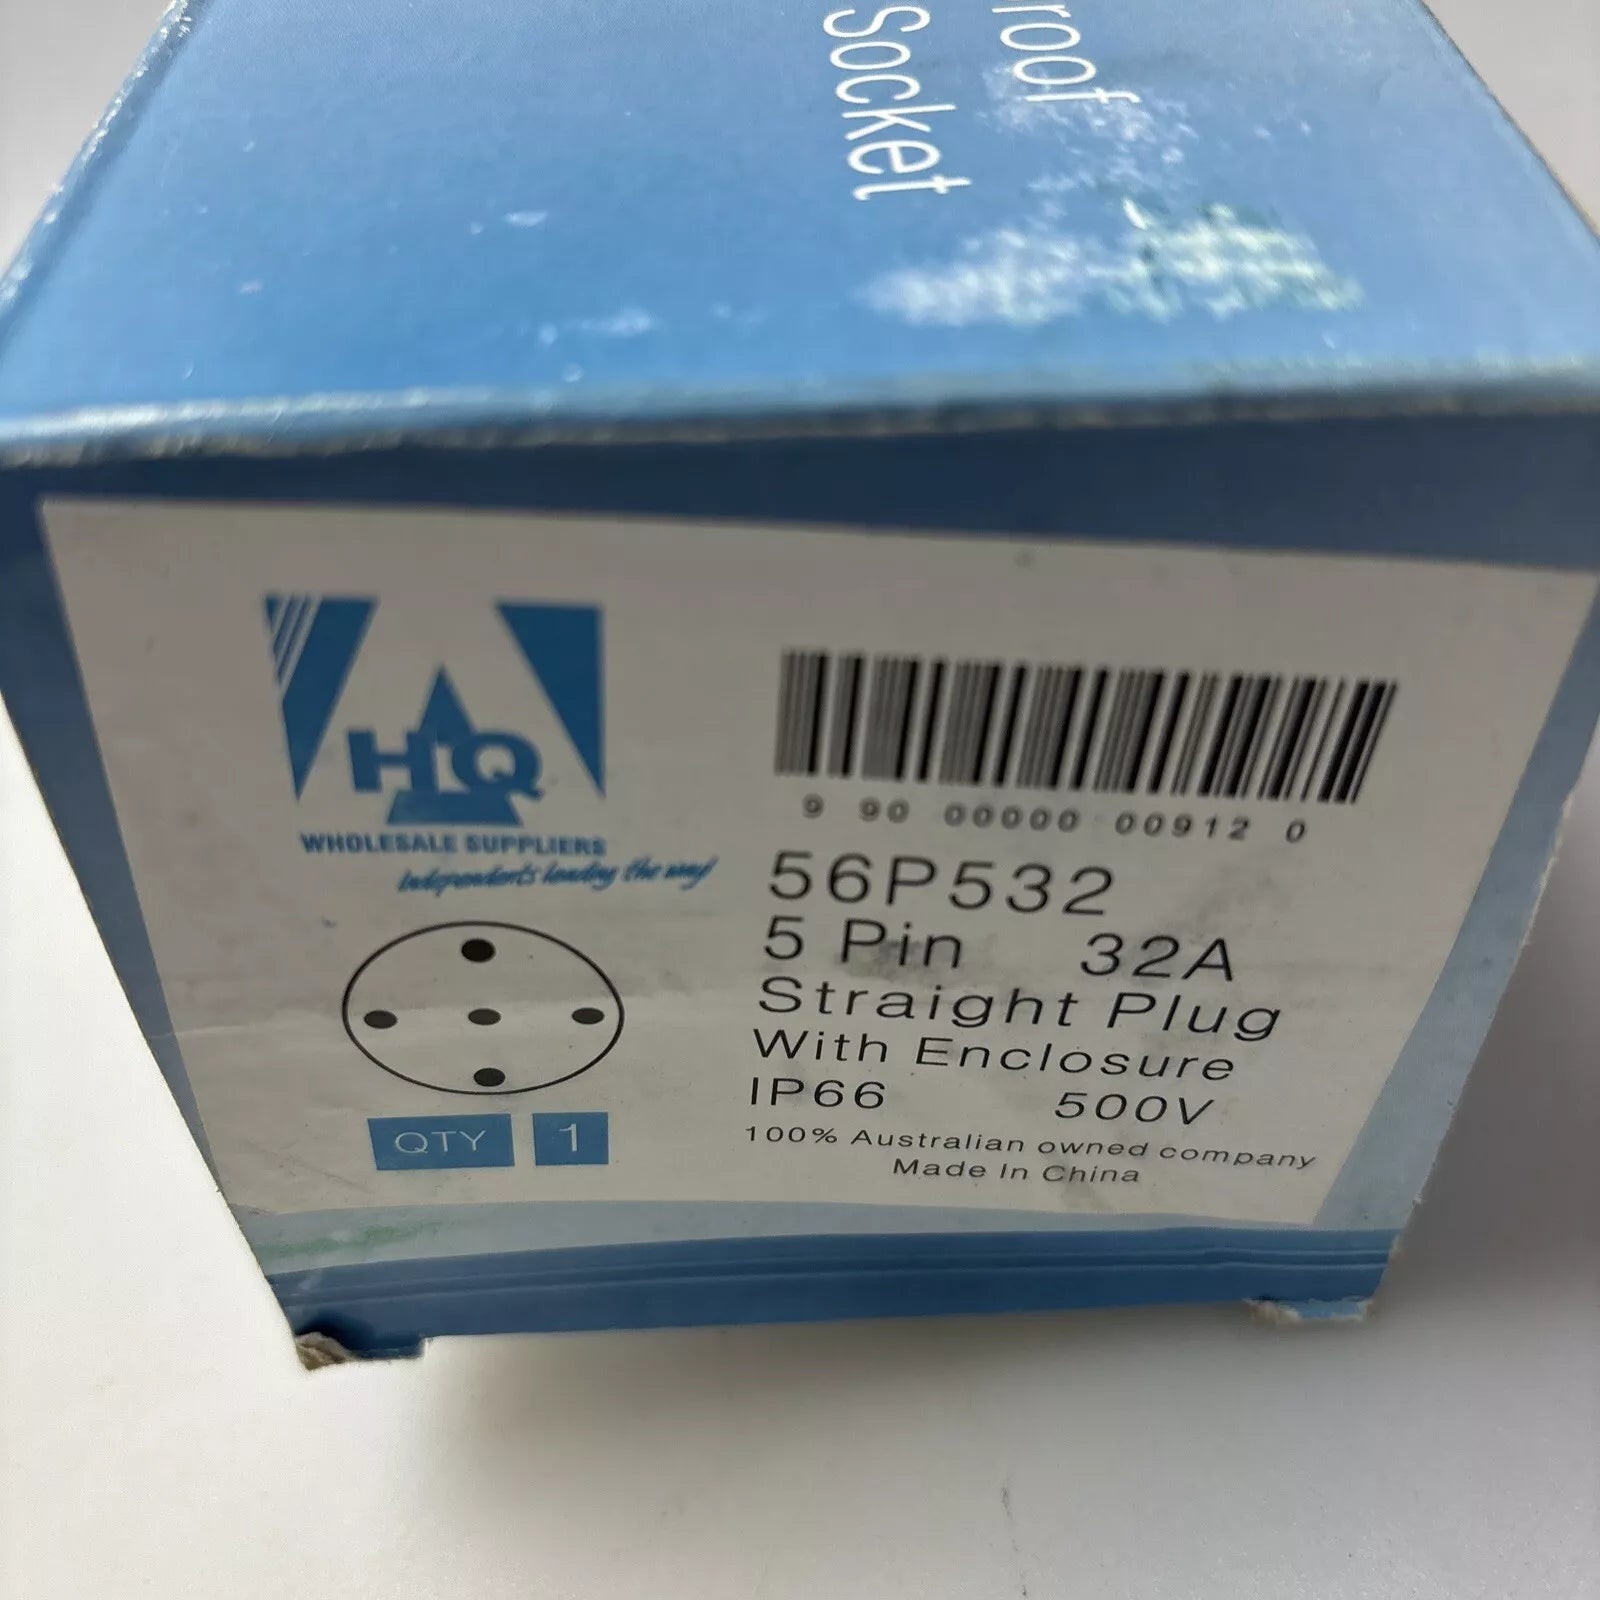 roof
Socket
HQ
WHOLESALE SUPPLIERS
Independents leading the way!
9 90 00000 00912 0
56P532
5 Pin 32A
Straight Plug
With Enclosure
IP66 500V
100% Australian owned company
Made In China
QTY 1